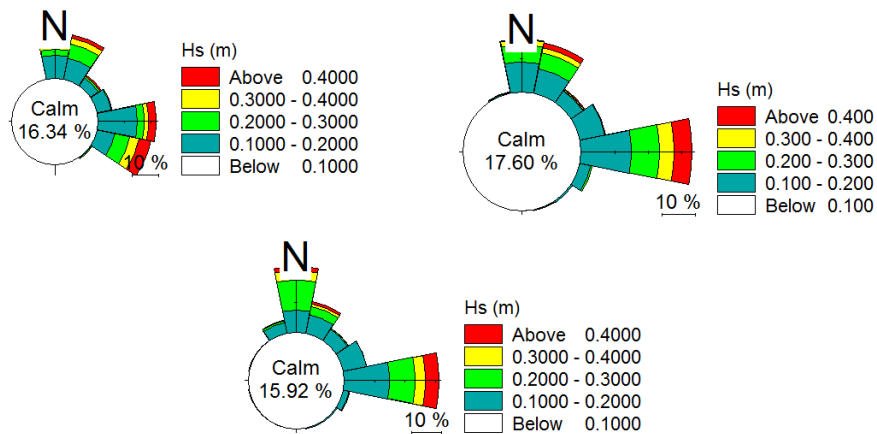 N
Calm
16.34 %
10 %
Hs (m)
Above 0.4000
0.3000 - 0.4000
0.2000 - 0.3000
0.1000 - 0.2000
Below 0.1000
N
Calm
17.60 %
10 %
Hs (m)
Above 0.400
0.300 - 0.400
0.200 - 0.300
0.100 - 0.200
Below 0.100
N
Calm
15.92 %
10 %
Hs (m)
Above 0.4000
0.3000 - 0.4000
0.2000 - 0.3000
0.1000 - 0.2000
Below 0.1000